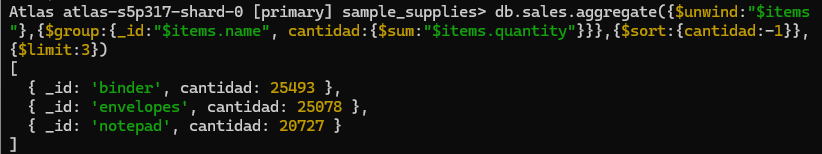 Atlas atlas-s5p317-shard-0 [primary] sample_supplies> db.sales.aggregate({$unwind:"$items
"},{$group:{_id:"$items.name", cantidad:{$sum:"$items.quantity"}}},{$sort:{cantidad:-1}},
{$limit:3})
[
  { _id: 'binder', cantidad: 25493 },
  { _id: 'envelopes', cantidad: 25078 },
  { _id: 'notepad', cantidad: 20727 }
]